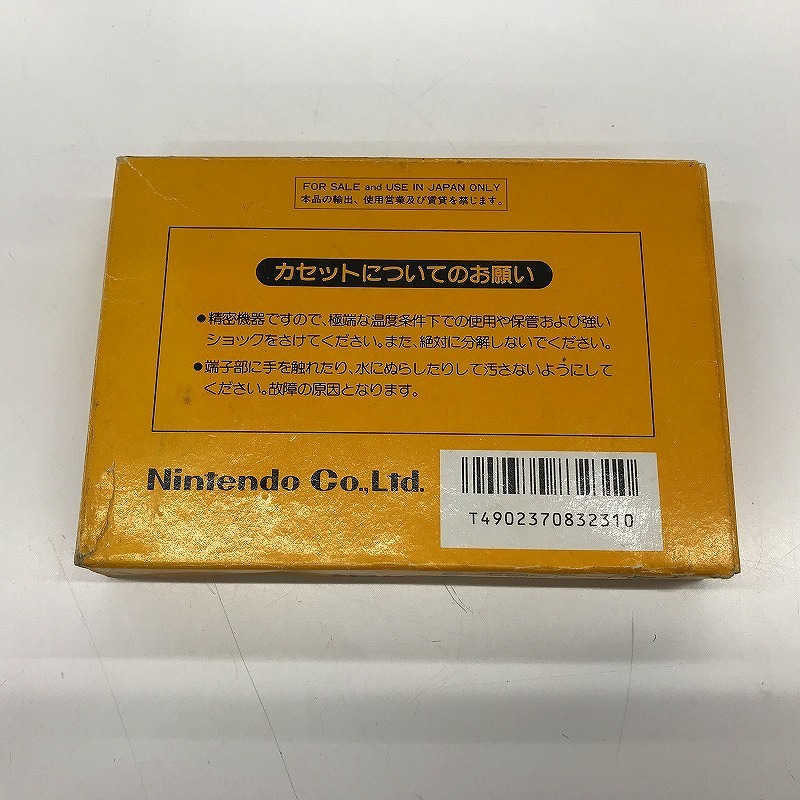 FOR SALE and USE IN JAPAN ONLY
本品の輸出、使用営業及び賃貸を禁じます。
カセットについてのお願い
●精密機器ですので、極端な温度条件下での使用や保管および強い
ショックをさけてください。また、絶対に分解しないでください。
●端子部に手を触れたり、水にぬらしたりして汚さないようにして
ください。故障の原因となります。
Nintendo Co.,Ltd.
T4902370832310